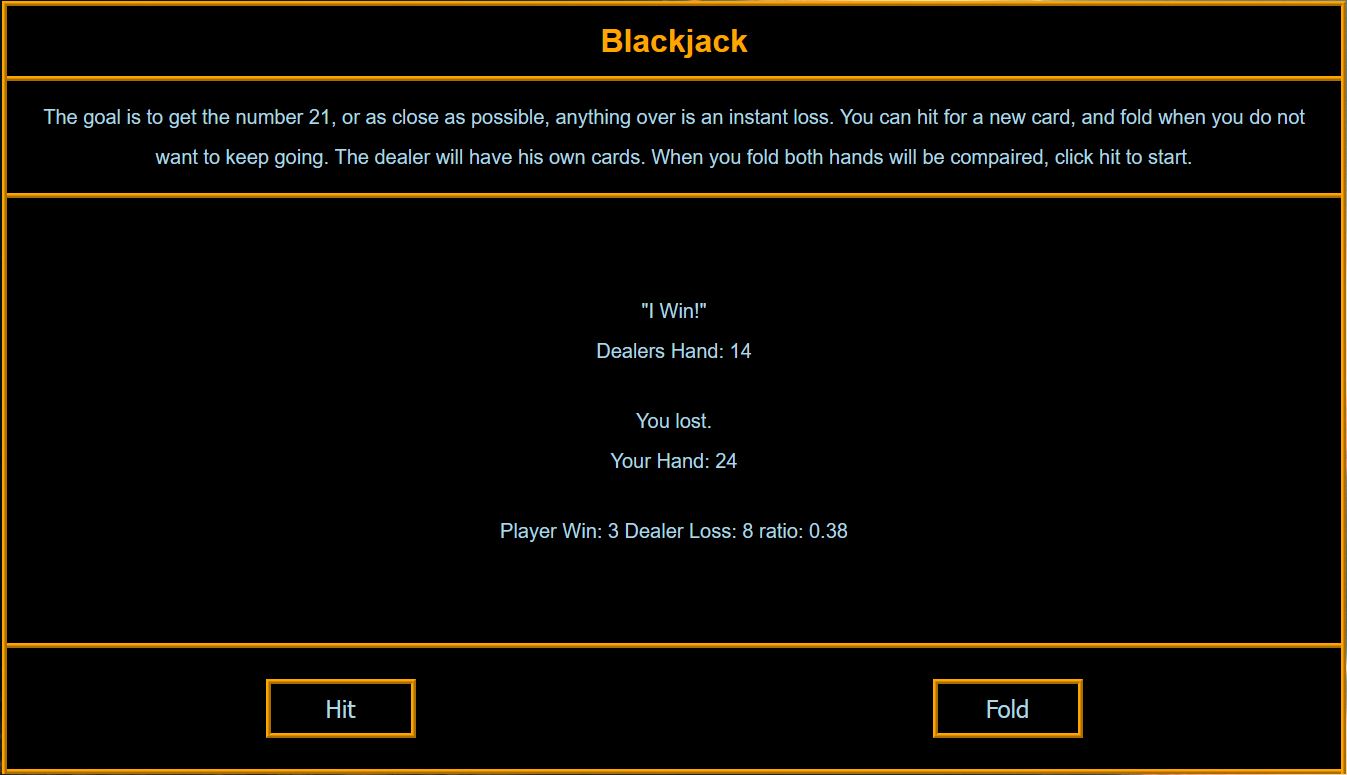 Blackjack
The goal is to get the number 21, or as close as possible, anything over is an instant loss. You can hit for a new card, and fold when you do not
want to keep going. The dealer will have his own cards. When you fold both hands will be compaired, click hit to start.
"I Win!"
Dealers Hand: 14
You lost.
Your Hand: 24
Player Win: 3 Dealer Loss: 8 ratio: 0.38
Hit
Fold